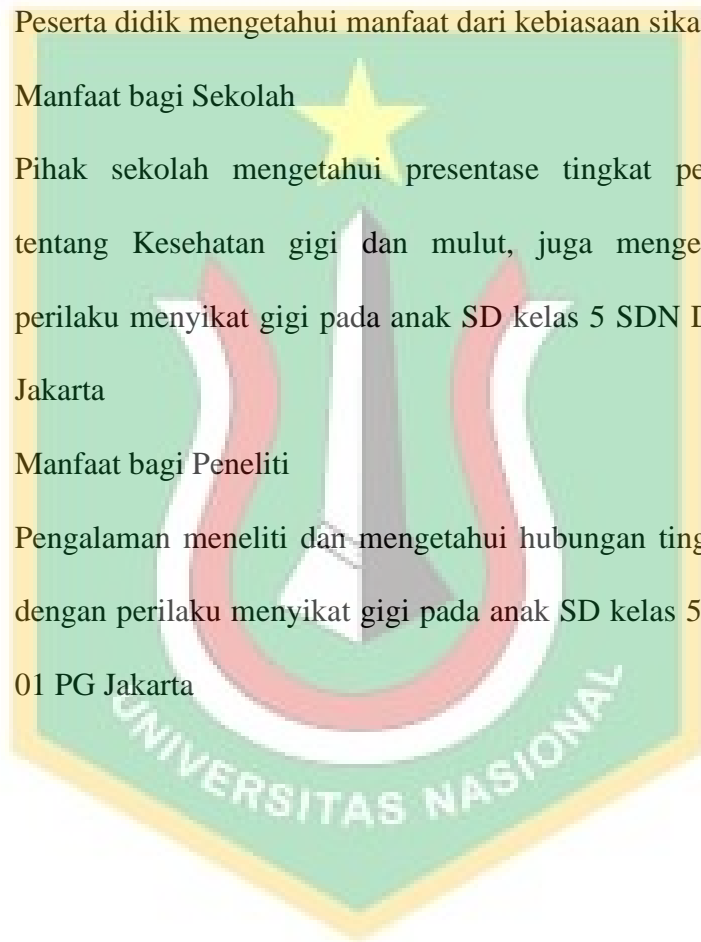 Peserta didik mengetahui manfaat dari kebiasaan sika
Manfaat bagi Sekolah
Pihak sekolah mengetahui presentase tingkat pe
tentang Kesehatan gigi dan mulut, juga menge
perilaku menyikat gigi pada anak SD kelas 5 SDN
Jakarta
Manfaat bagi Peneliti
Pengalaman meneliti dan mengetahui hubungan ting
dengan perilaku menyikat gigi pada anak SD kelas 5
01 PG Jakarta
UNIVERSITAS NASIONAL